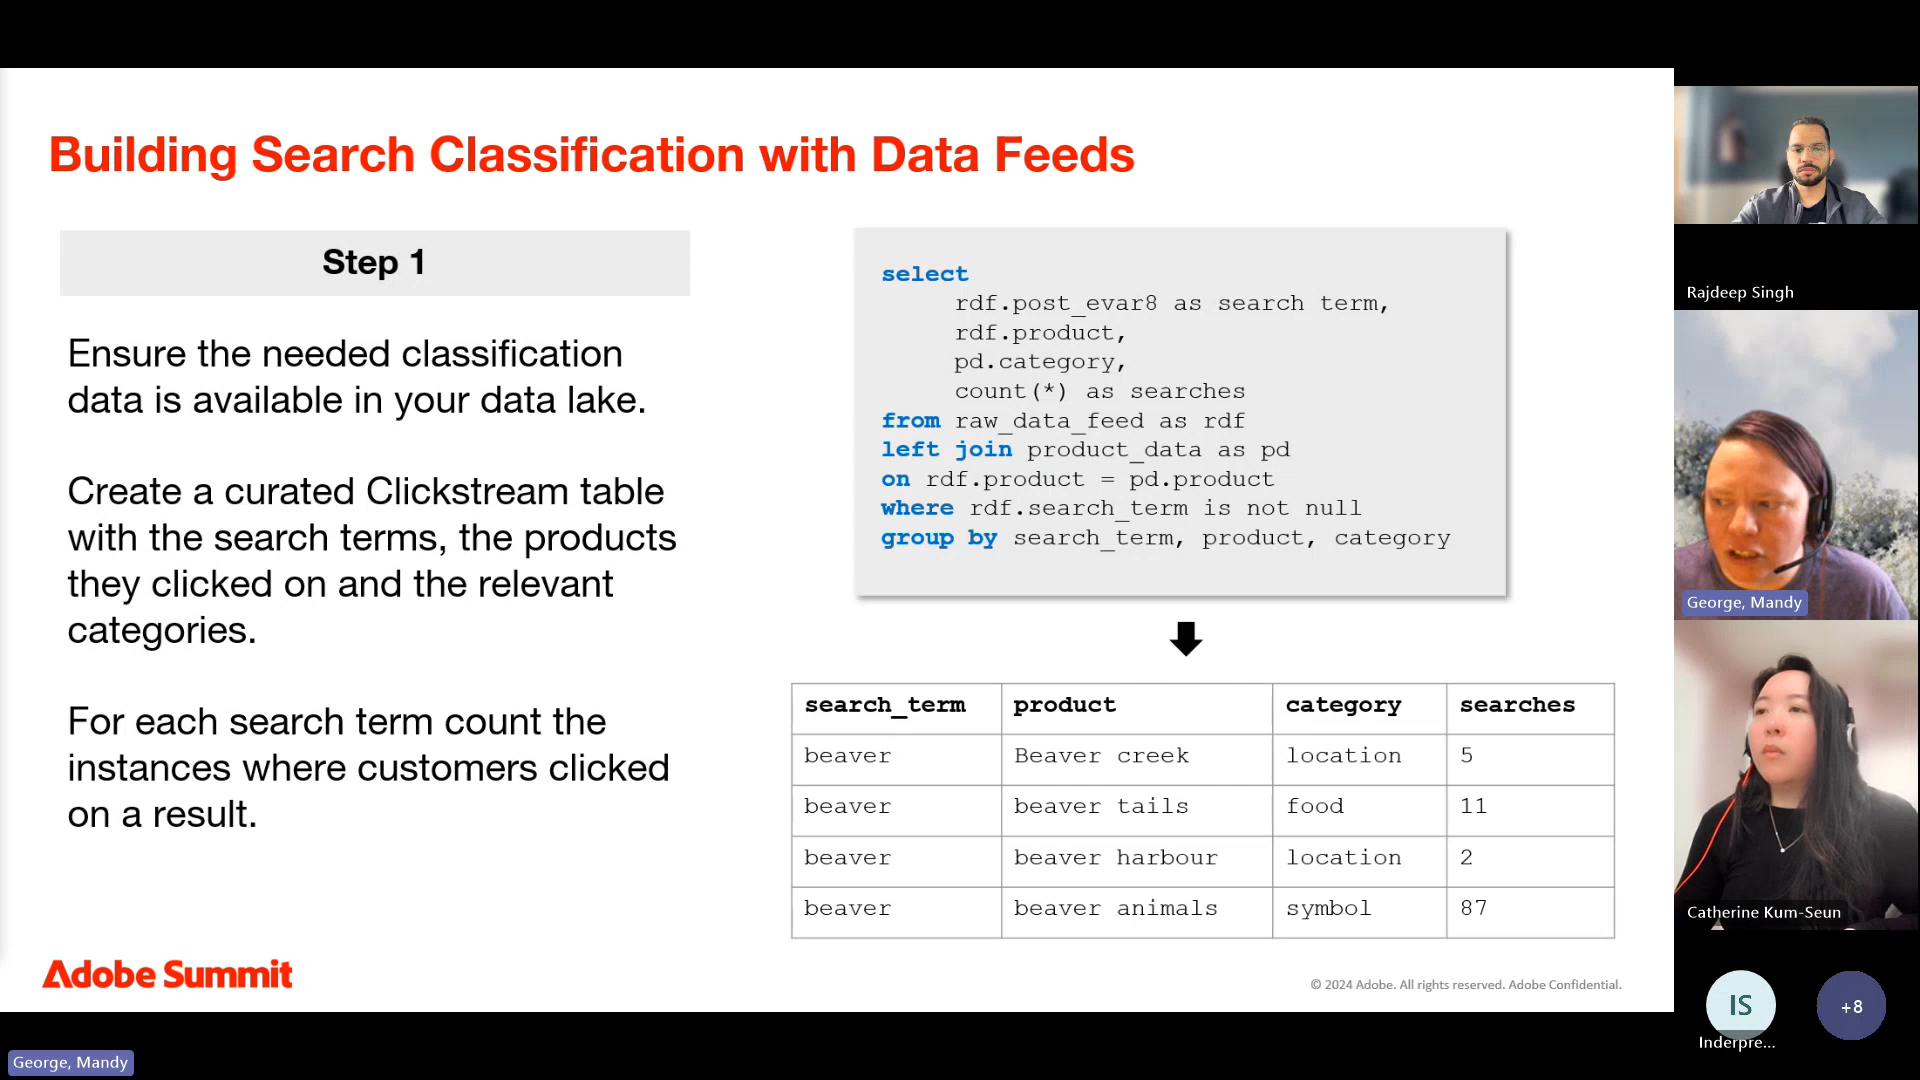 Building Search Classification with Data Feeds
Step 1
Ensure the needed classification
data is available in your data lake.
Create a curated Clickstream table
with the search terms, the products
they clicked on and the relevant
categories.
For each search term count the
instances where customers clicked
on a result.
select
rdf.post_evar8 as search term,
rdf.product,
pd.category,
count(*) as searches
from raw_data_feed as rdf
left join product_data as pd
on rdf.product = pd.product
where rdf.search_term is not null
group by search_term, product, category
search_term product category searches
beaver Beaver creek location 5
beaver beaver tails food 11
beaver beaver harbour location 2
beaver beaver animals symbol 87
Adobe Summit
© 2024 Adobe. All rights reserved. Adobe Confidential.
Rajdeep Singh
George, Mandy
Catherine Kum-Seun
IS
Inderpre...
+8
George, Mandy